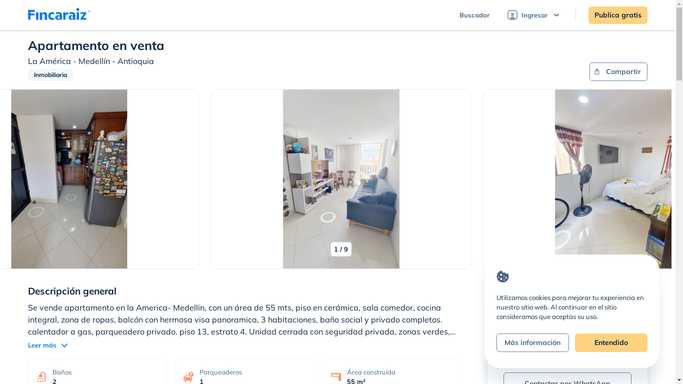 Fincaraiz
Buscador
Ingresar
Publica gratis
Apartamento en venta
La América - Medellín - Antioquia
Inmobiliaria
Compartir
1 / 9
Descripción general
Se vende apartamento en la America- Medellin, con un área de 55 mts, piso en cerámica, sala comedor, cocina
integral, zona de ropas, balcón con hermosa visa panoramica, 3 habitaciones, baño social y privado completos.
calentador a gas, parqueadero privado, piso 13, estrato 4. Unidad cerrada con seguridad privada, zonas verdes,...
Leer más
Baños
2
Parqueaderos
1
Área construida
55 m²
Utilizamos cookies para mejorar tu experiencia en
nuestro sitio web. Al continuar en el sitio
consideramos que aceptas su uso.
Más información
Entendido
Contactar por WhatsApp